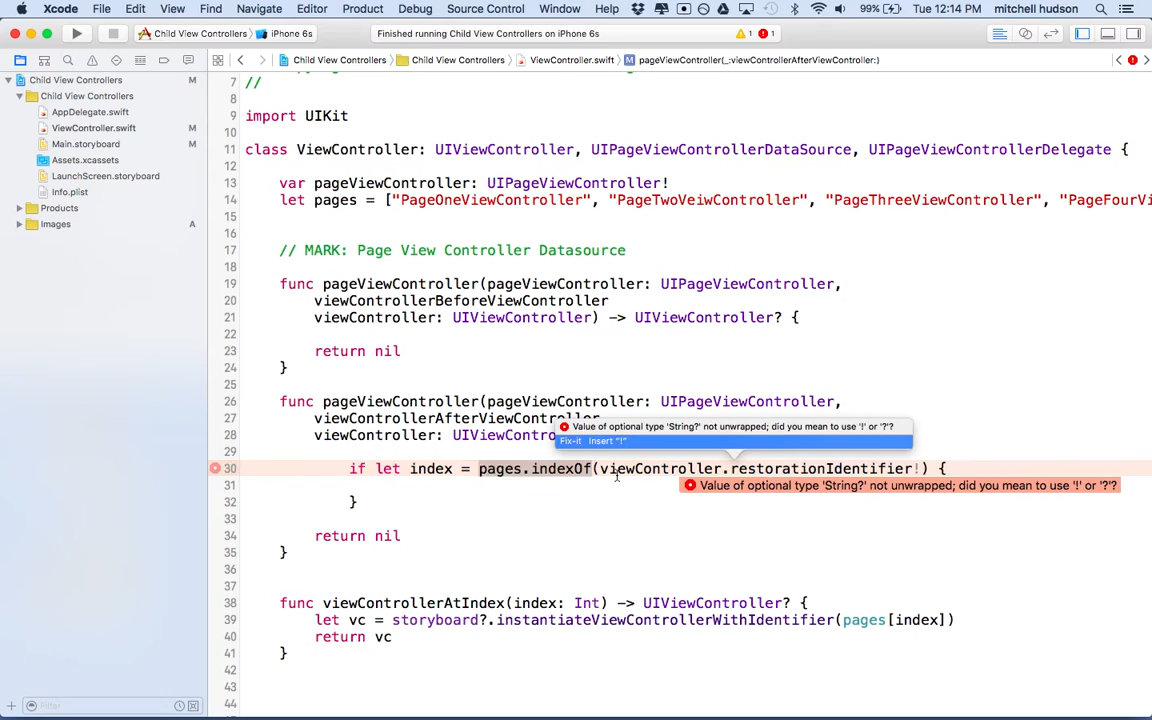 Xcode File Edit View Find Navigate Editor Product Debug Source Control Window Help 99% Tue 12:14 PM mitchell hudson
Child View Controllers iPhone 6s Finished running Child View Controllers on iPhone 6s 1 1
Child View Controllers Child View Controllers ViewController.swift M pageViewController(_:viewControllerAfterViewController:)
Child View Controllers M
Child View Controllers
AppDelegate.swift
ViewController.swift M
Main.storyboard M
Assets.xcassets
LaunchScreen.storyboard
Info.plist
Products
Images A
Filter
7 //
8
9 import UIKit
10
11 class ViewController: UIViewController, UIPageViewControllerDataSource, UIPageViewControllerDelegate {
12
13 var pageViewController: UIPageViewController!
14 let pages = ["PageOneViewController", "PageTwoVeiwController", "PageThreeViewController", "PageFourVi
15
16
17 // MARK: Page View Controller Datasource
18
19 func pageViewController(pageViewController: UIPageViewController,
20 viewControllerBeforeViewController
21 viewController: UIViewController) -> UIViewController? {
22
23 return nil
24 }
25
26 func pageViewController(pageViewController: UIPageViewController,
27 viewControllerAfterViewController
28 viewController: UIViewContro
Value of optional type 'String?' not unwrapped; did you mean to use '!' or '?'?
Fix-it Insert "!"
29
30 if let index = pages.indexOf(viewController.restorationIdentifier!) {
Value of optional type 'String?' not unwrapped; did you mean to use '!' or '?'?
31
32 }
33
34 return nil
35 }
36
37
38 func viewControllerAtIndex(index: Int) -> UIViewController? {
39 let vc = storyboard?.instantiateViewControllerWithIdentifier(pages[index])
40 return vc
41 }
42
43
44